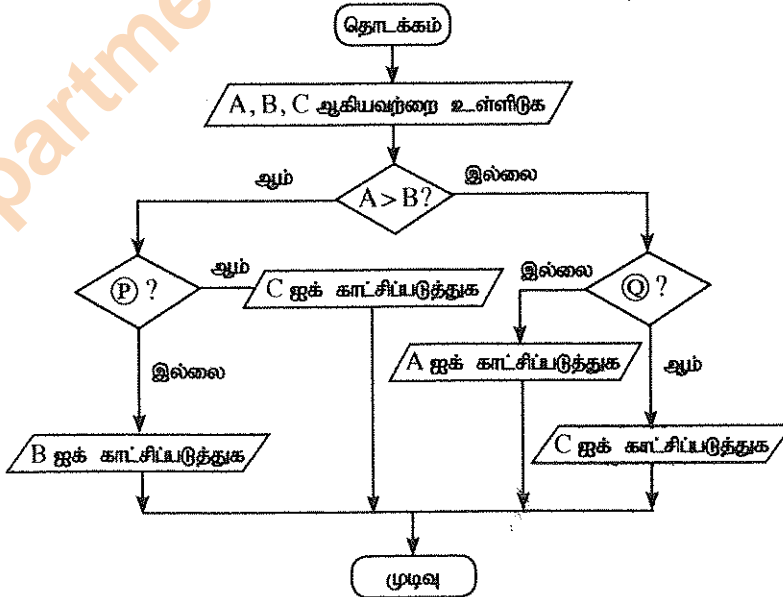 partme
தொடக்கம்
A, B, C ஆகியவற்றை உள்ளிடுக
ஆம்
A > B?
இல்லை
P ?
ஆம்
C ஐக் காட்சிப்படுத்துக
இல்லை
Q ?
இல்லை
A ஐக் காட்சிப்படுத்துக
ஆம்
B ஐக் காட்சிப்படுத்துக
C ஐக் காட்சிப்படுத்துக
முடிவு